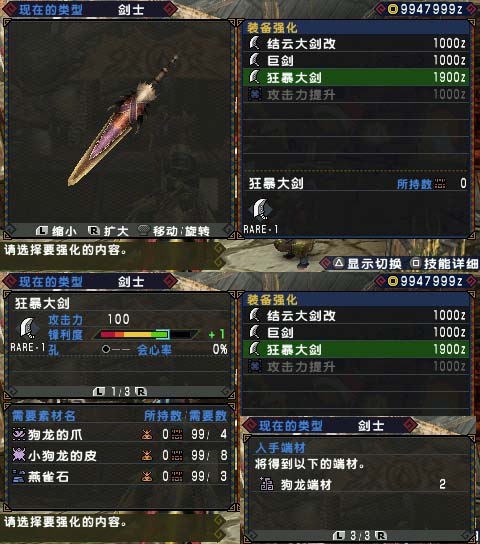 现在的类型 剑士
9947999z
装备强化
结云大剑改 1000z
巨剑 1000z
狂暴大剑 1900z
攻击力提升 1000z
狂暴大剑 所持数 0
RARE-1
L 缩小 R 扩大 移动/旋转
请选择要强化的内容。
△显示切换 □技能详细
现在的类型 剑士
9947999z
狂暴大剑
攻击力 100
锋利度 +1
RARE-1
孔 ●—— 会心率 0%
L 1/3 R
装备强化
结云大剑改 1000z
巨剑 1000z
狂暴大剑 1900z
攻击力提升 1000z
需要素材名 所持数/需要数
狗龙的爪 0 99/ 4
小狗龙的皮 0 99/ 8
燕雀石 0 99/ 3
请选择要强化的内容。
现在的类型 剑士
入手端材
将得到以下的端材。
狗龙端材 2
L 3/3 R